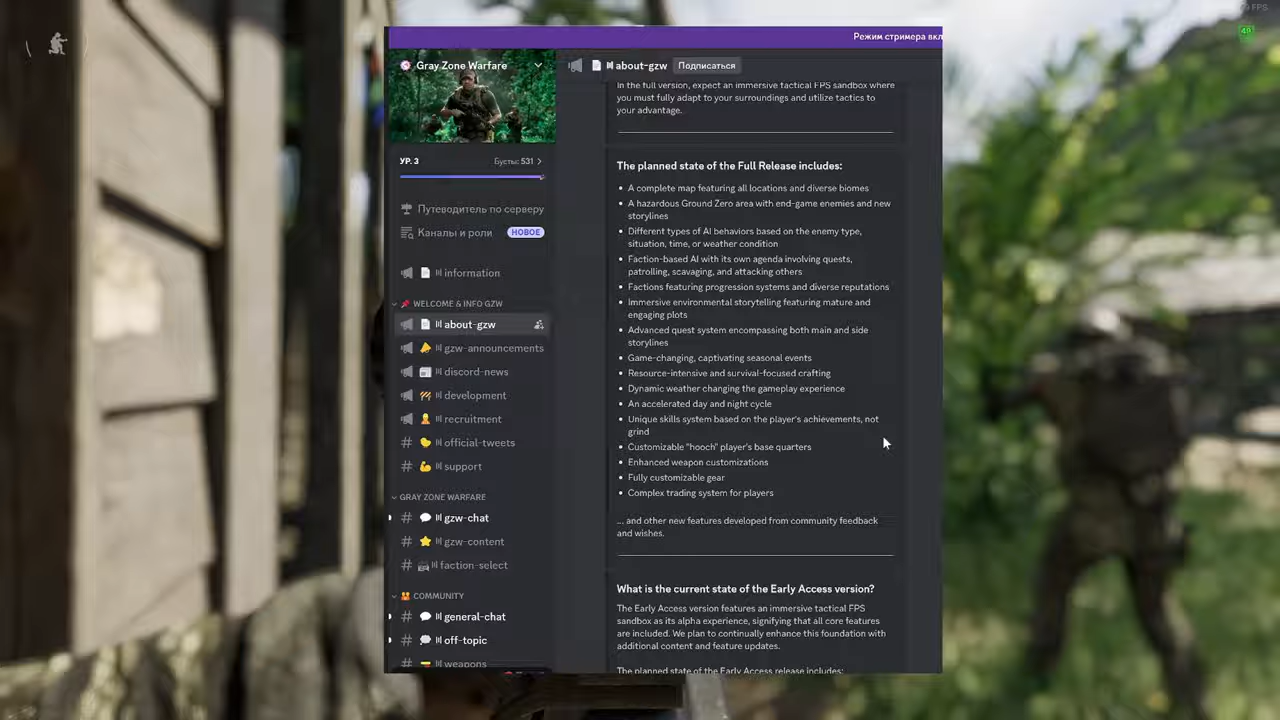 FPS
49
Режим стримера вкл
Gray Zone Warfare
about-gzw
Подписаться
УР. 3
Бусты: 531
Путеводитель по серверу
Каналы и роли
НОВОЕ
information
WELCOME & INFO GZW
about-gzw
gzw-announcements
discord-news
development
recruitment
official-tweets
support
GRAY ZONE WARFARE
gzw-chat
gzw-content
faction-select
COMMUNITY
general-chat
off-topic
weapons
In the full version, expect an immersive tactical FPS sandbox where
you must fully adapt to your surroundings and utilize tactics to
your advantage.
The planned state of the Full Release includes:
• A complete map featuring all locations and diverse biomes
• A hazardous Ground Zero area with end-game enemies and new
storylines
• Different types of AI behaviors based on the enemy type,
situation, time, or weather condition
• Faction-based AI with its own agenda involving quests,
patrolling, scavaging, and attacking others
• Factions featuring progression systems and diverse reputations
• Immersive environmental storytelling featuring mature and
engaging plots
• Advanced quest system encompassing both main and side
storylines
• Game-changing, captivating seasonal events
• Resource-intensive and survival-focused crafting
• Dynamic weather changing the gameplay experience
• An accelerated day and night cycle
• Unique skills system based on the player's achievements, not
grind
• Customizable "hooch" player's base quarters
• Enhanced weapon customizations
• Fully customizable gear
• Complex trading system for players
... and other new features developed from community feedback
and wishes.
What is the current state of the Early Access version?
The Early Access version features an immersive tactical FPS
sandbox as its alpha experience, signifying that all core features
are included. We plan to continually enhance this foundation with
additional content and feature updates.
The planned state of the Early Access release includes: